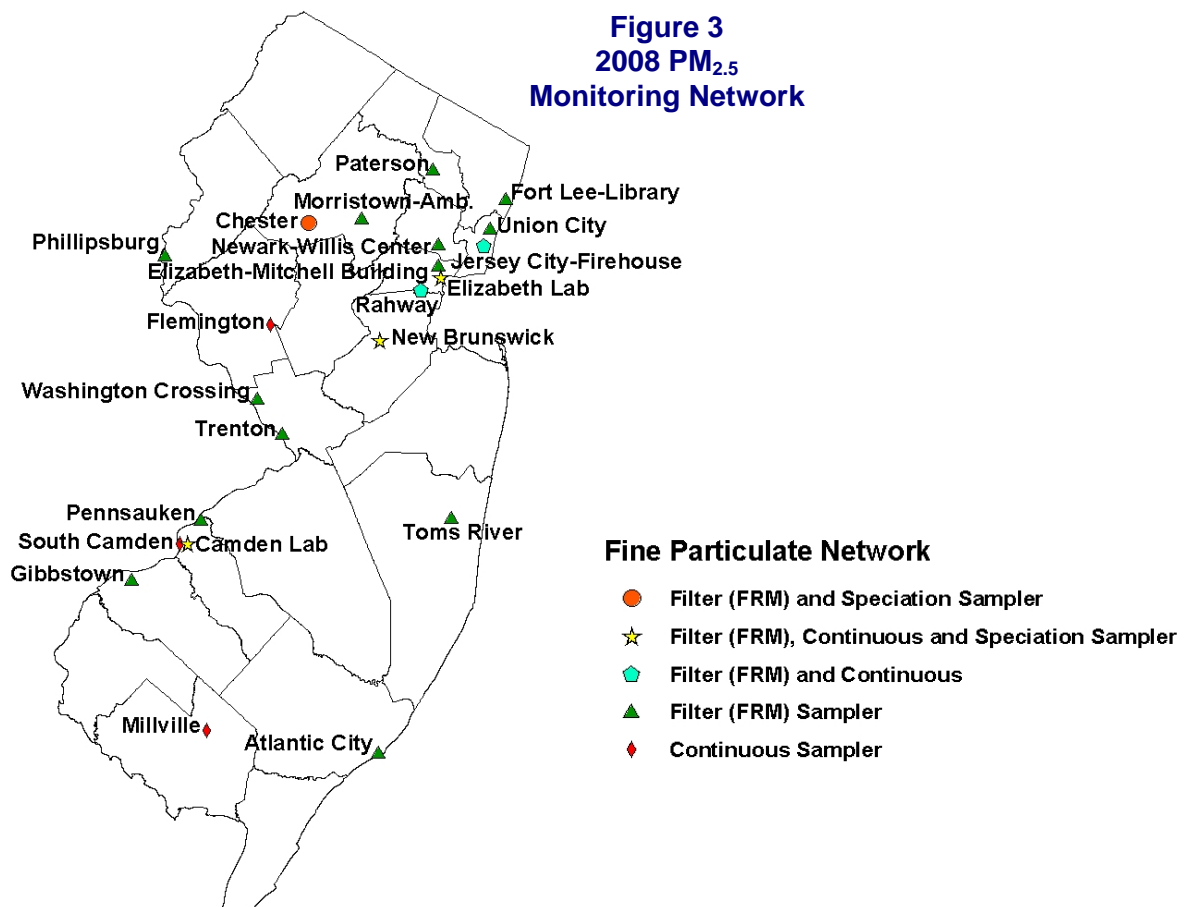 Figure 3
2008 PM2.5
Monitoring Network
Paterson
Fort Lee-Library
Morristown-Amb.
Chester
Union City
Phillipsburg
Newark-Willis Center
Jersey City-Firehouse
Elizabeth-Mitchell Building
Elizabeth Lab
Rahway
Flemington
New Brunswick
Washington Crossing
Trenton
Pennsauken
Toms River
South Camden
Camden Lab
Gibbstown
Millville
Atlantic City
Fine Particulate Network
Filter (FRM) and Speciation Sampler
Filter (FRM), Continuous and Speciation Sampler
Filter (FRM) and Continuous
Filter (FRM) Sampler
Continuous Sampler